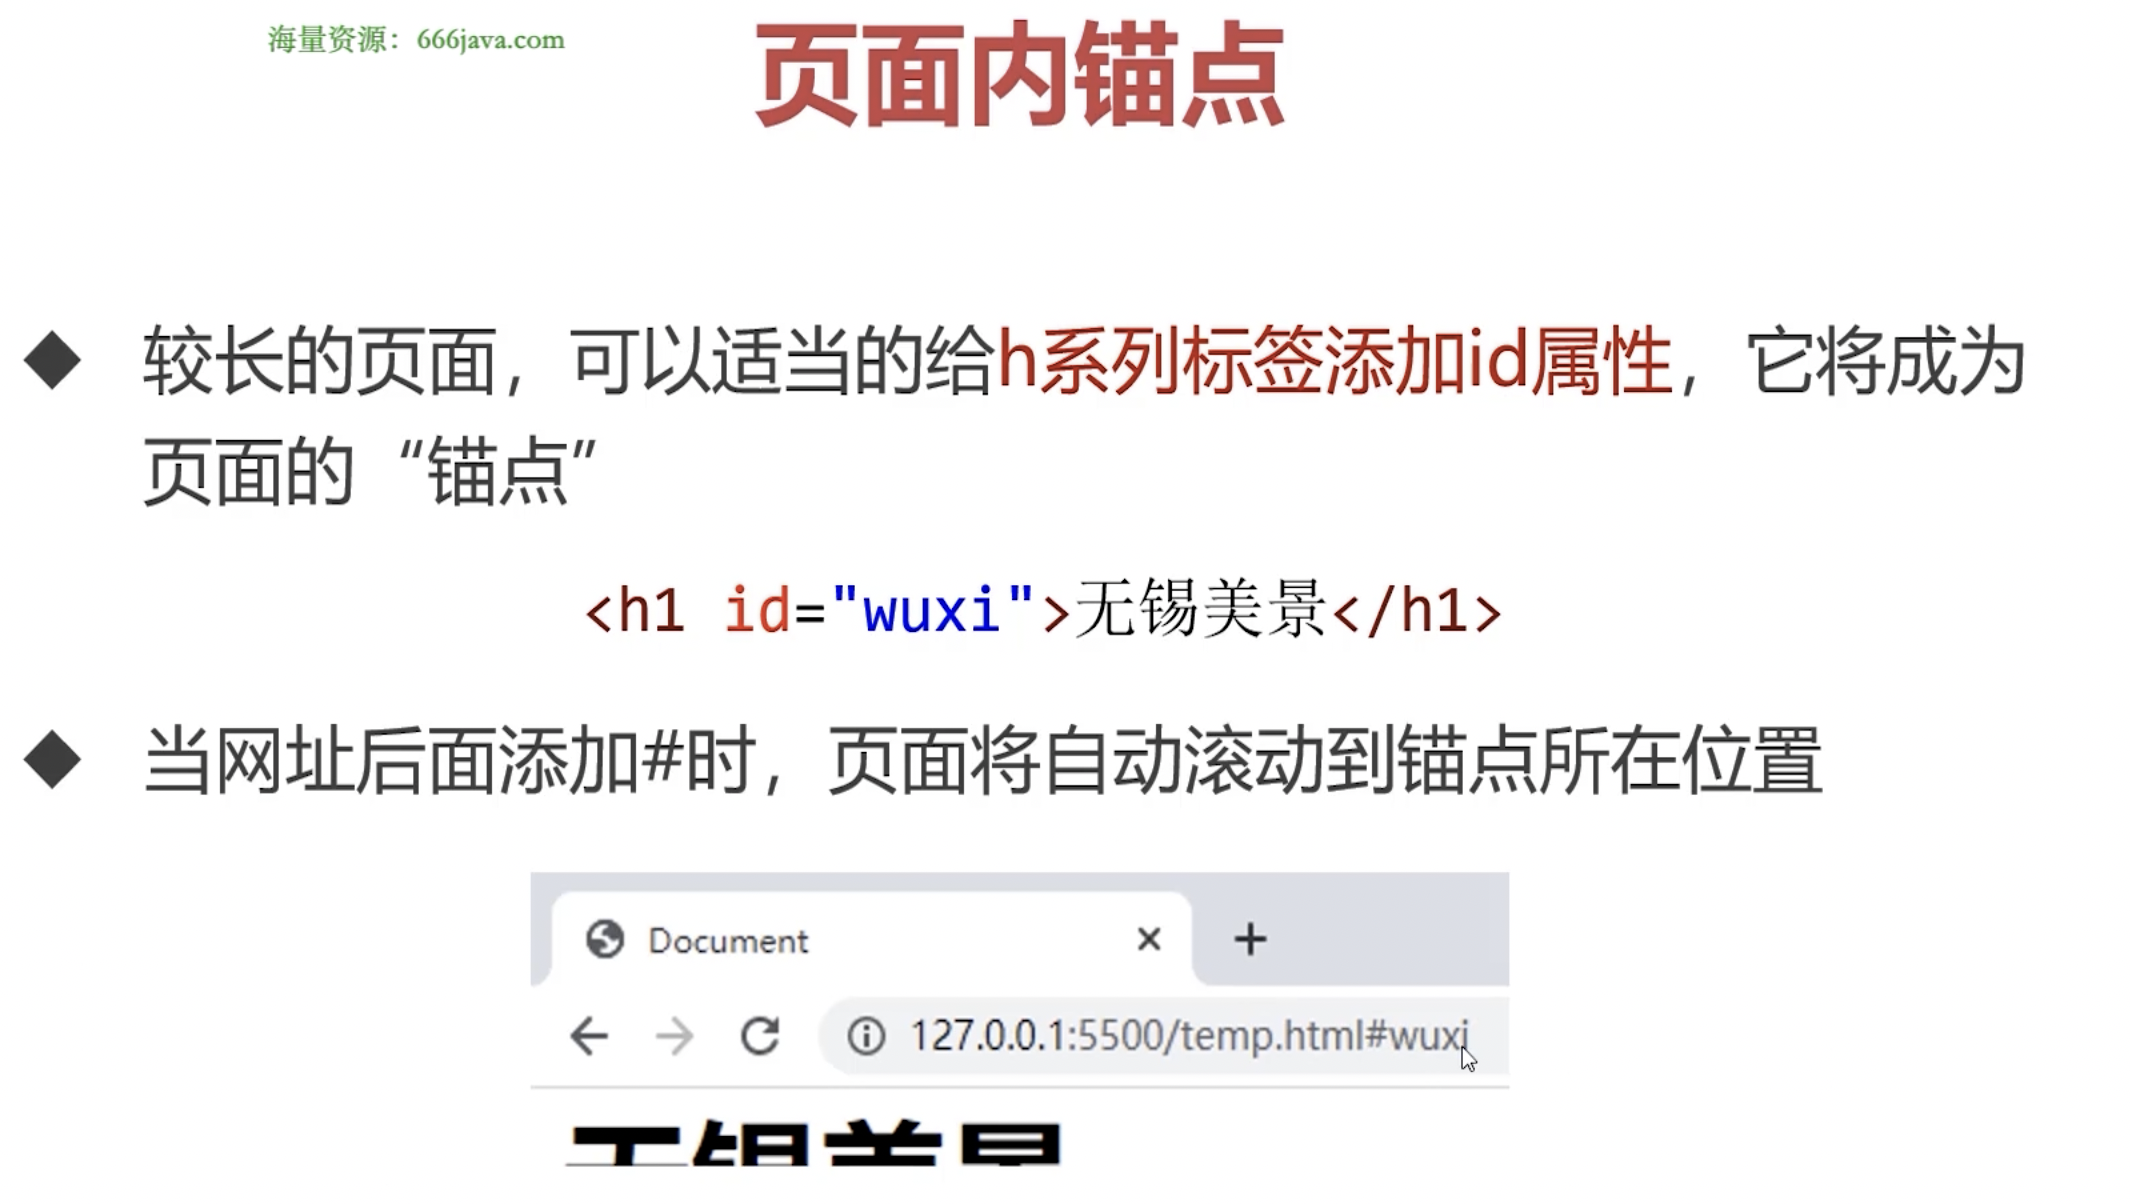 海量资源：666java.com
页面内锚点
较长的页面，可以适当的给h系列标签添加id属性，它将成为
页面的“锚点”
<h1 id="wuxi">无锡美景</h1>
当网址后面添加#时，页面将自动滚动到锚点所在位置
Document
127.0.0.1:5500/temp.html#wuxi
无锡美景